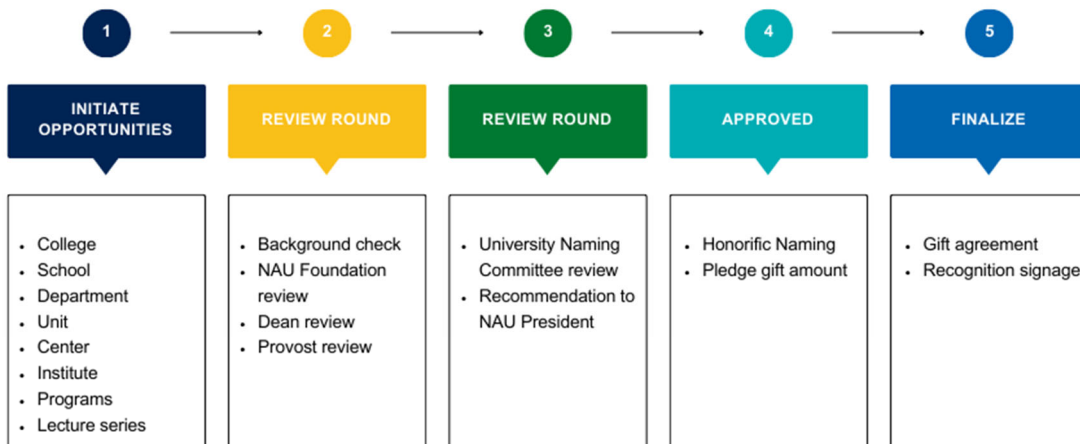 1
2
3
4
5
INITIATE
OPPORTUNITIES
REVIEW ROUND
REVIEW ROUND
APPROVED
FINALIZE
• College
• School
• Department
• Unit
• Center
• Institute
• Programs
• Lecture series
• Background check
• NAU Foundation
review
• Dean review
• Provost review
• University Naming
Committee review
• Recommendation to
NAU President
• Honorific Naming
• Pledge gift amount
• Gift agreement
• Recognition signage